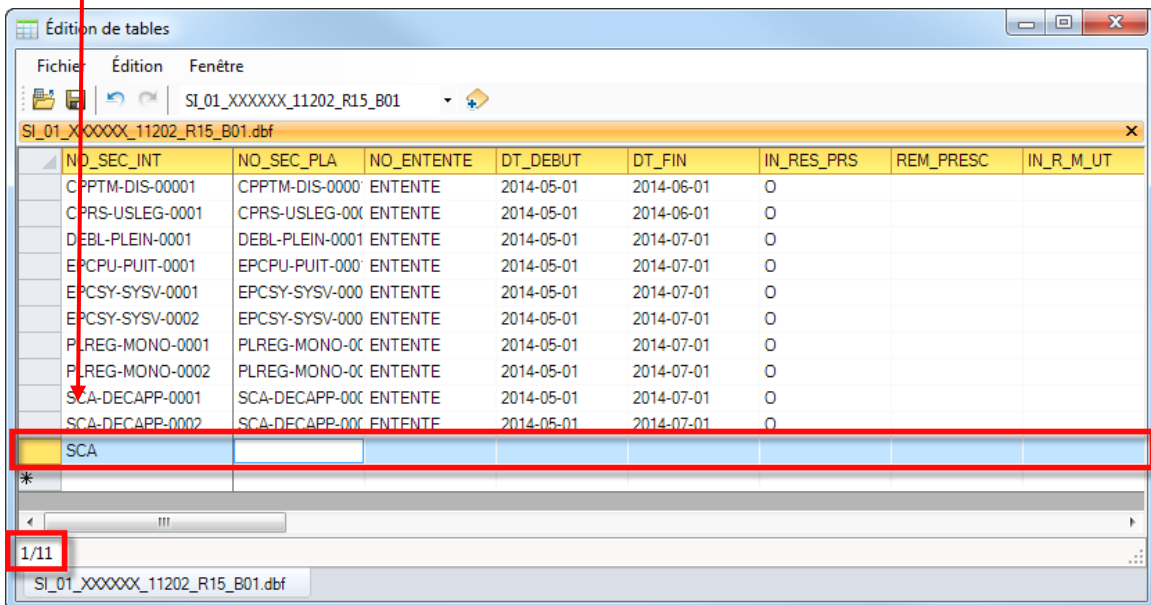 Édition de tables
Fichier Édition Fenêtre
SI_01_XXXXXX_11202_R15_B01
SI_01_XXXXXX_11202_R15_B01.dbf
NO_SEC_INT NO_SEC_PLA NO_ENTENTE DT_DEBUT DT_FIN IN_RES_PRS REM_PRESC IN_R_M_UT
CPPTM-DIS-00001 CPPTM-DIS-0000 ENTENTE 2014-05-01 2014-06-01 O
CPRS-USLEG-0001 CPRS-USLEG-00 ENTENTE 2014-05-01 2014-06-01 O
DEBL-PLEIN-0001 DEBL-PLEIN-0001 ENTENTE 2014-05-01 2014-07-01 O
EPCPU-PUIT-0001 EPCPU-PUIT-000 ENTENTE 2014-05-01 2014-07-01 O
EPCSY-SYSV-0001 EPCSY-SYSV-000 ENTENTE 2014-05-01 2014-07-01 O
EPCSY-SYSV-0002 EPCSY-SYSV-000 ENTENTE 2014-05-01 2014-07-01 O
PLREG-MONO-0001 PLREG-MONO-0 ENTENTE 2014-05-01 2014-07-01 O
PLREG-MONO-0002 PLREG-MONO-0 ENTENTE 2014-05-01 2014-07-01 O
SCA-DECAPP-0001 SCA-DECAPP-00 ENTENTE 2014-05-01 2014-07-01 O
SCA-DECAPP-0002 SCA-DECAPP-00 ENTENTE 2014-05-01 2014-07-01 O
SCA
*
1/11
SI_01_XXXXXX_11202_R15_B01.dbf